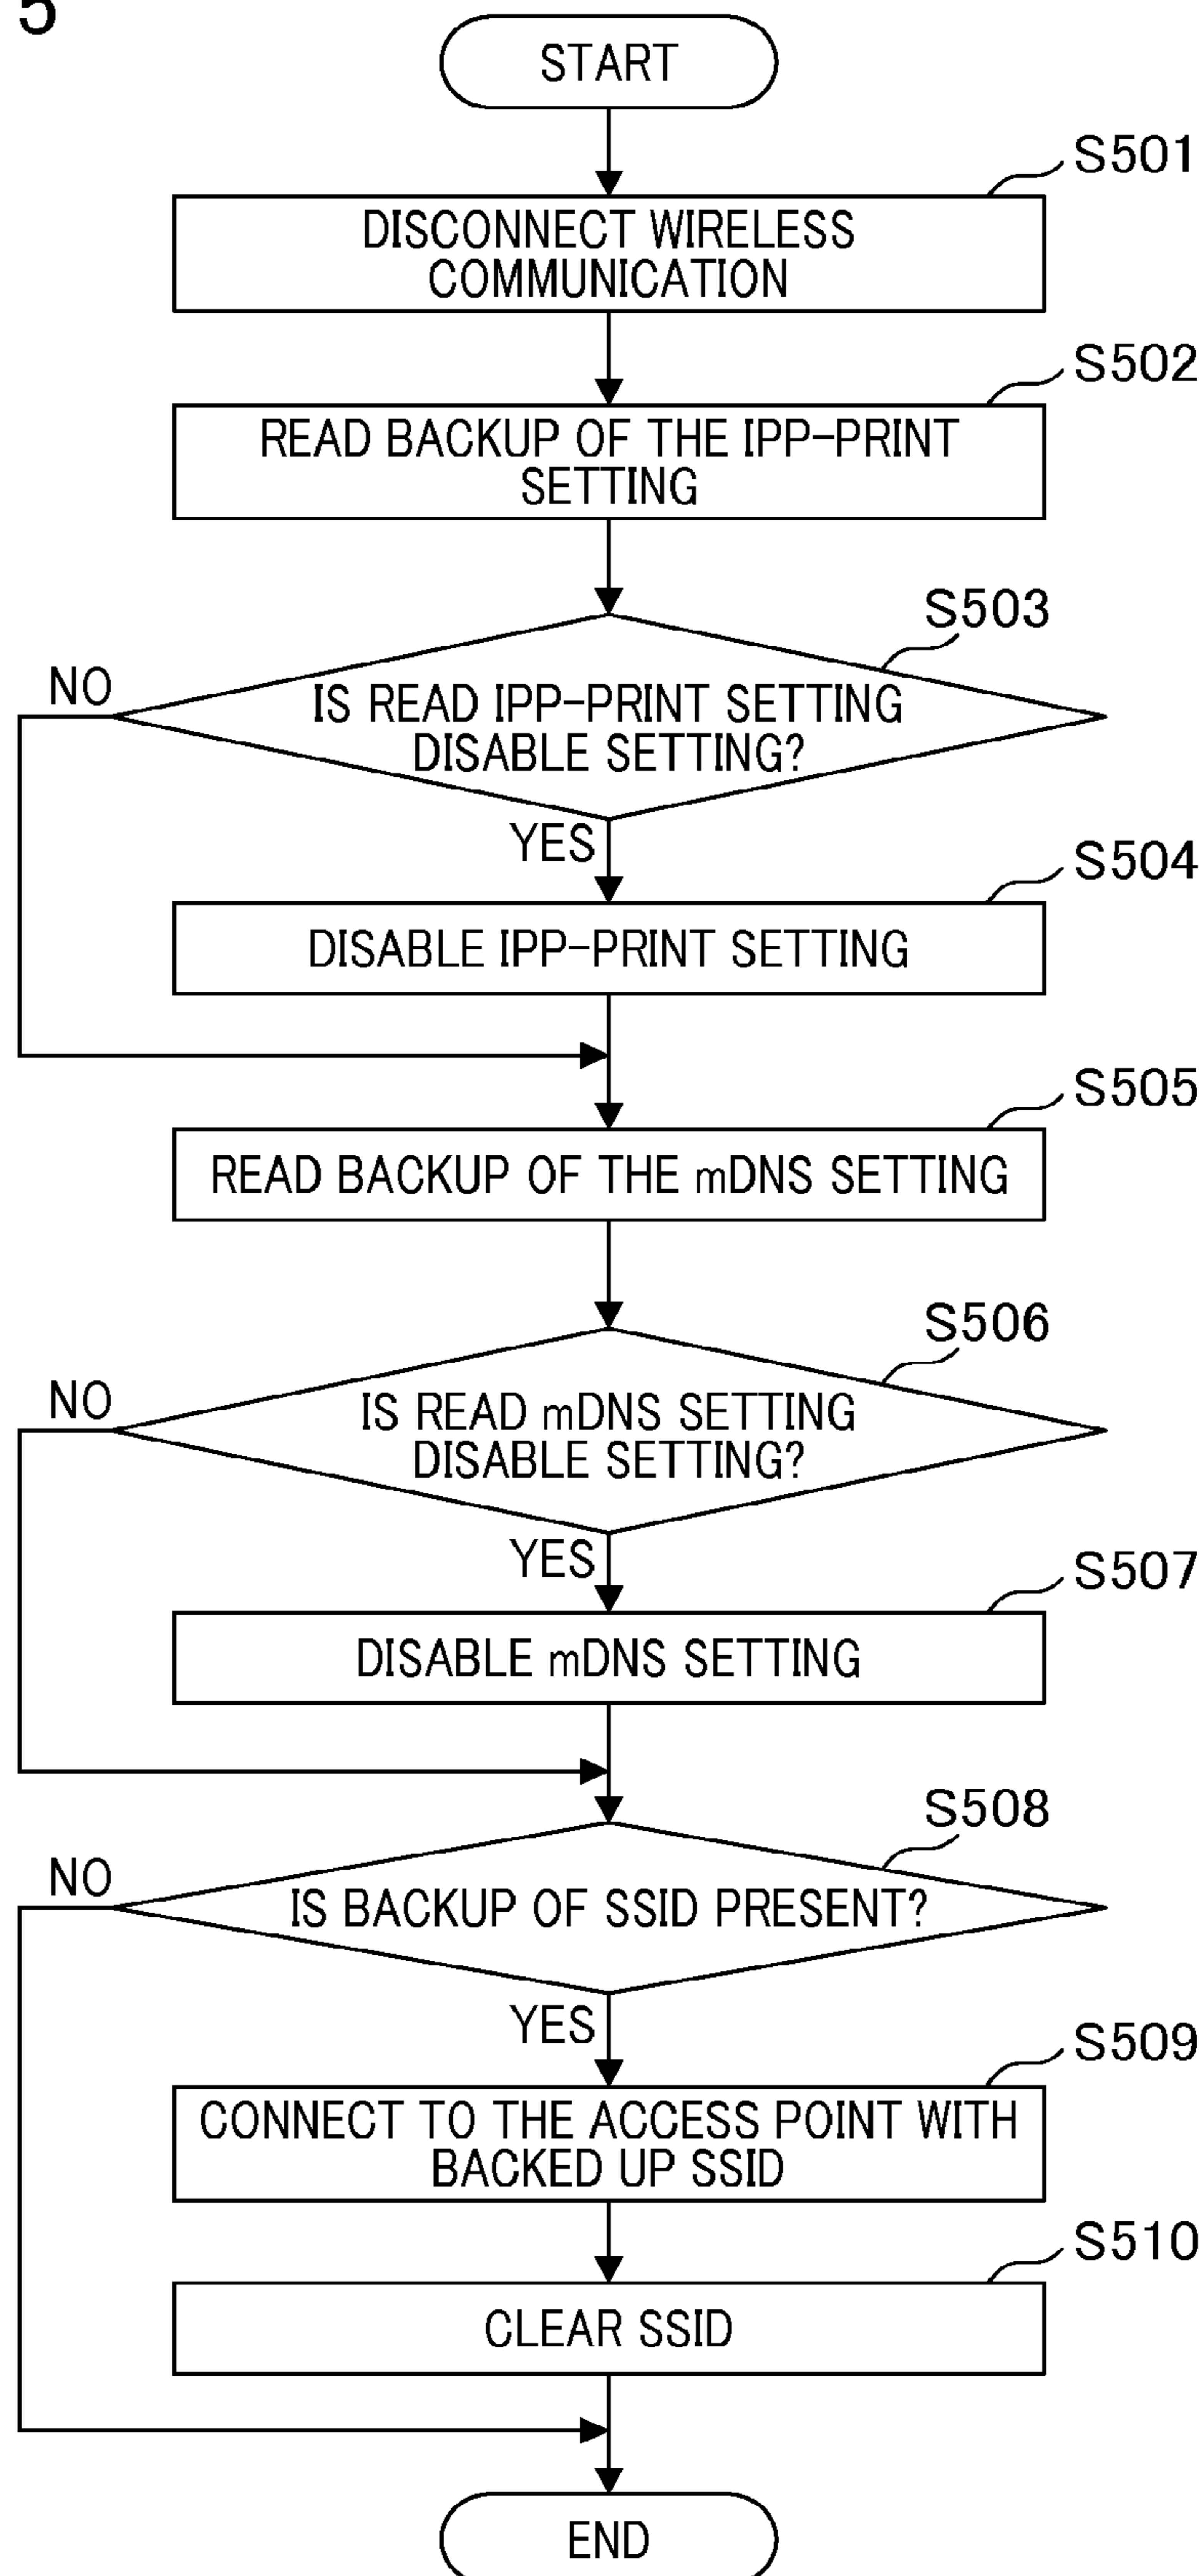 5
START
S501
DISCONNECT WIRELESS
COMMUNICATION
S502
READ BACKUP OF THE IPP-PRINT
SETTING
S503
NO
IS READ IPP-PRINT SETTING
DISABLE SETTING?
YES
S504
DISABLE IPP-PRINT SETTING
S505
READ BACKUP OF THE mDNS SETTING
S506
NO
IS READ mDNS SETTING
DISABLE SETTING?
YES
S507
DISABLE mDNS SETTING
S508
NO
IS BACKUP OF SSID PRESENT?
YES
S509
CONNECT TO THE ACCESS POINT WITH
BACKED UP SSID
S510
CLEAR SSID
END